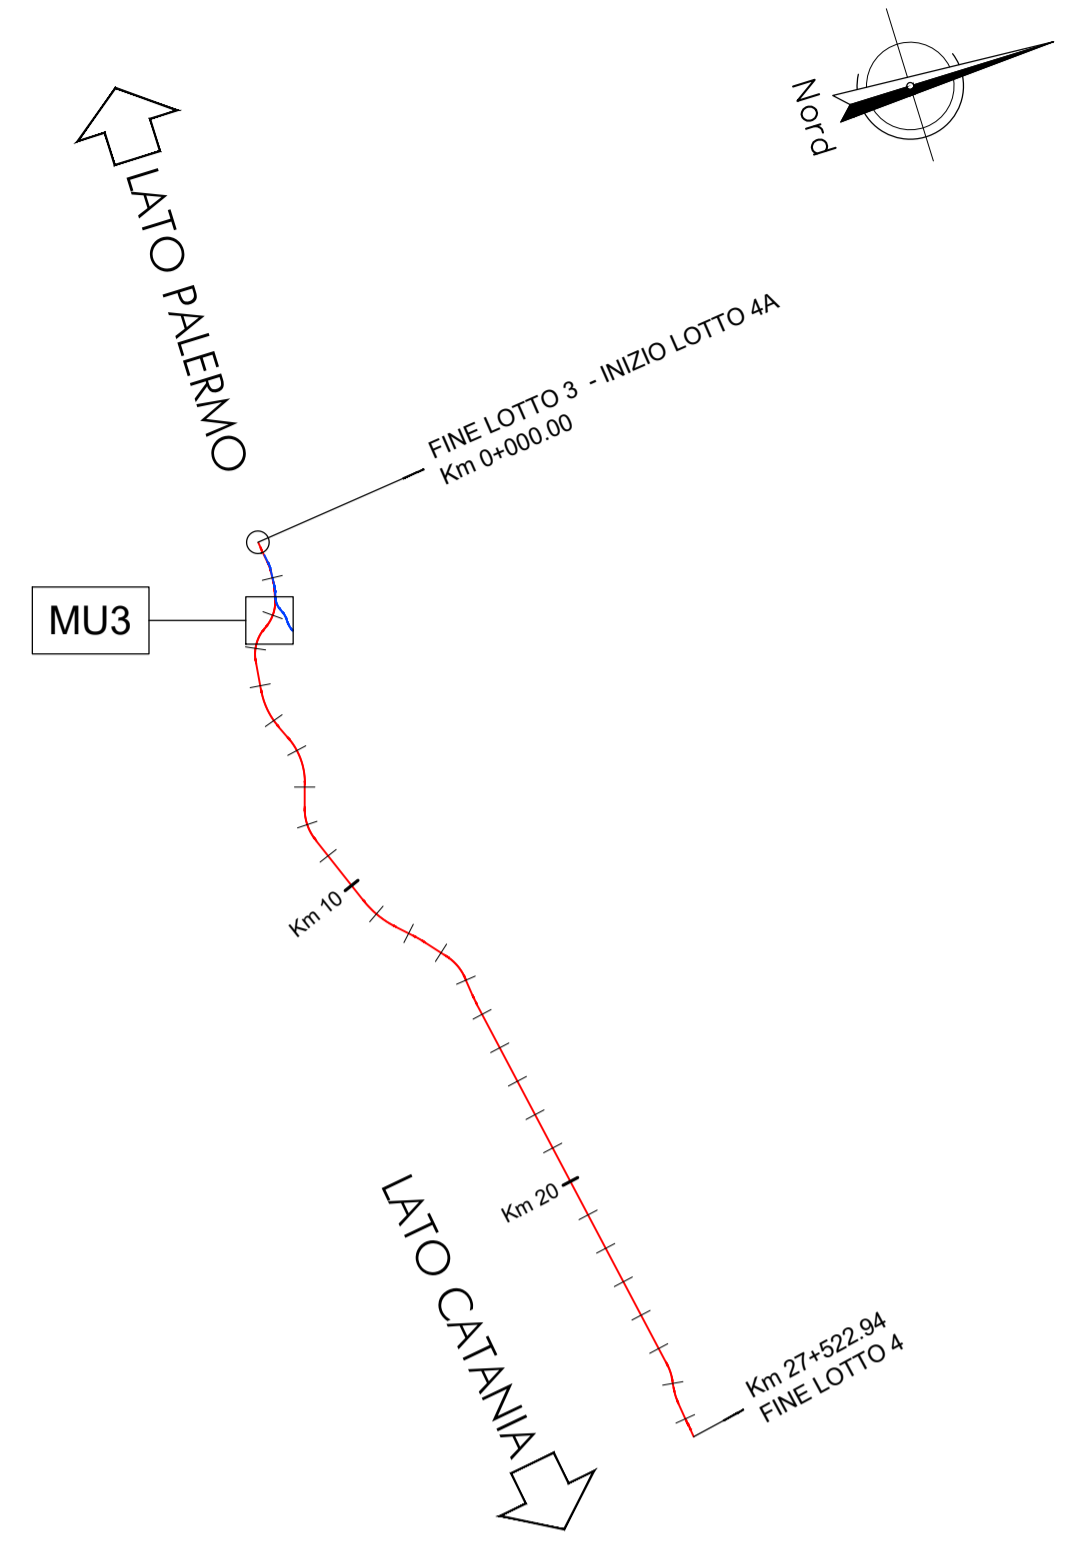 Nord
LATO PALERMO
FINE LOTTO 3 - INIZIO LOTTO 4A
Km 0+000.00
MU3
Km 10
Km 20
LATO CATANIA
Km 27+522.94
FINE LOTTO 4